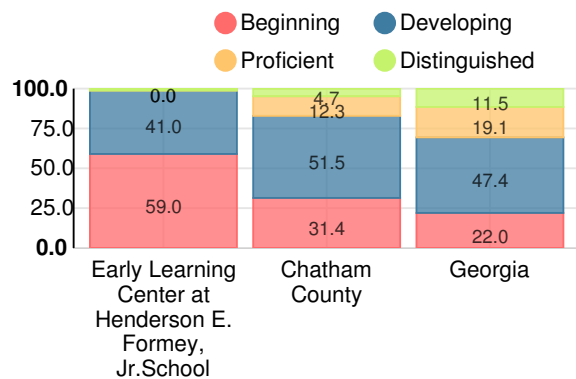 Beginning
Developing
Proficient
Distinguished
100.0
75.0
50.0
25.0
0.0
0.0
41.0
59.0
4.7
12.3
51.5
31.4
11.5
19.1
47.4
22.0
Early Learning
Center at
Henderson E.
Formey,
Jr.School
Chatham
County
Georgia